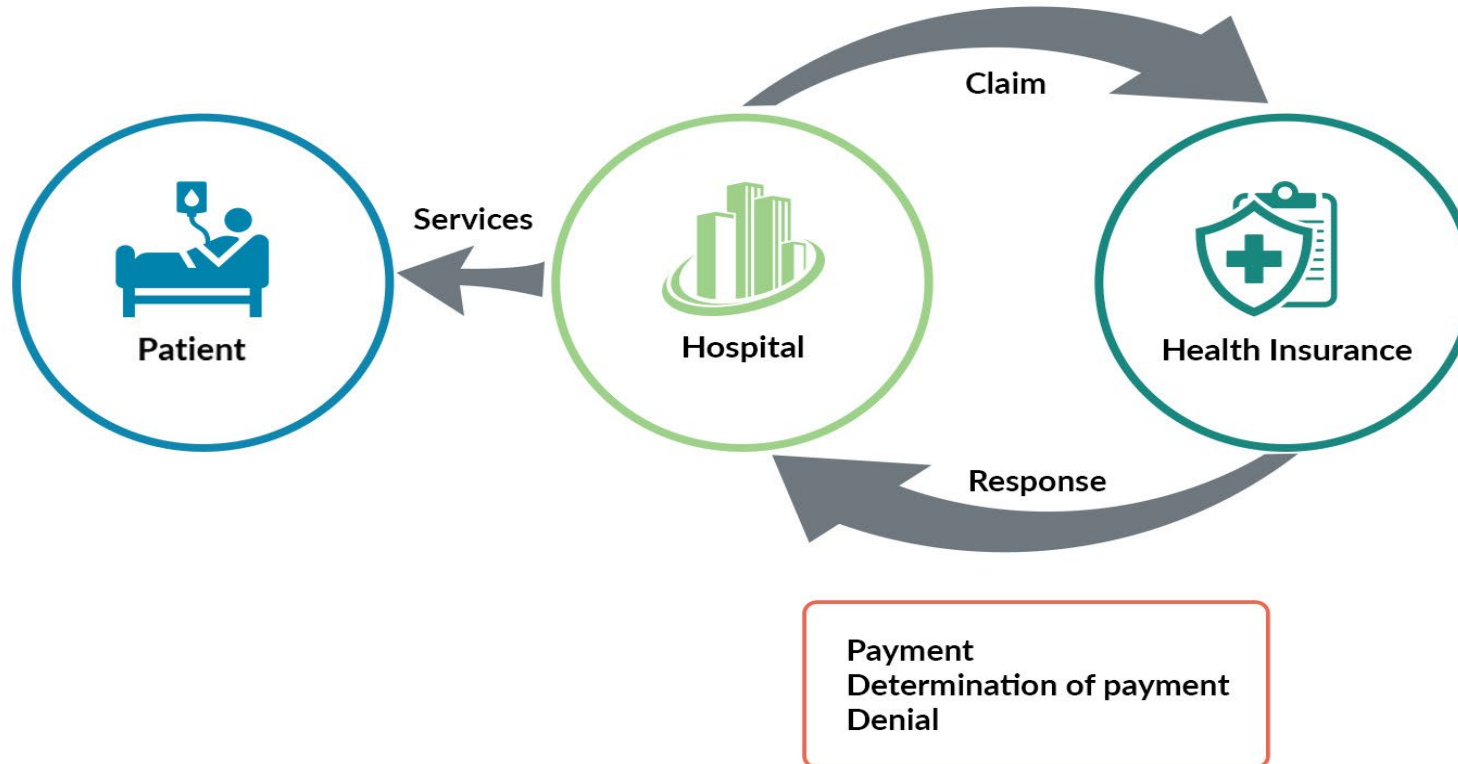 Claim
Services
Patient
Hospital
Health Insurance
Response
Payment
Determination of payment
Denial